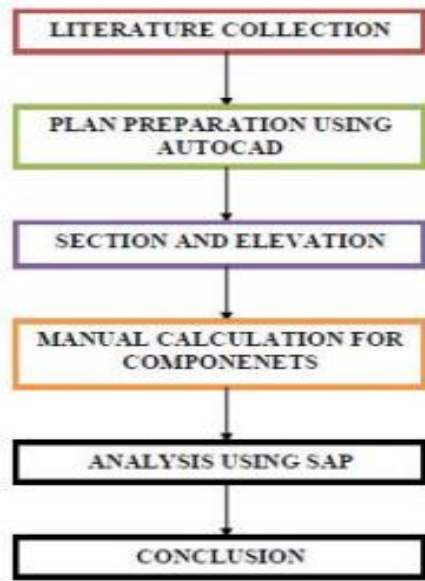 LITERATURE COLLECTION
PLAN PREPARATION USING
AUTOCAD
SECTION AND ELEVATION
MANUAL CALCULATION FOR
COMPONENETS
ANALYSIS USING SAP
CONCLUSION